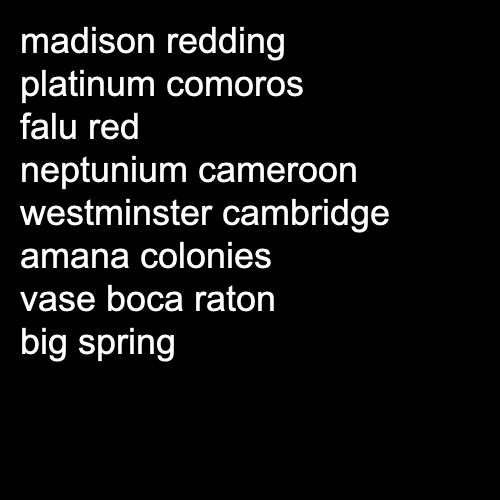 madison redding
platinum comoros
falu red
neptunium cameroon
westminster cambridge
amana colonies
vase boca raton
big spring